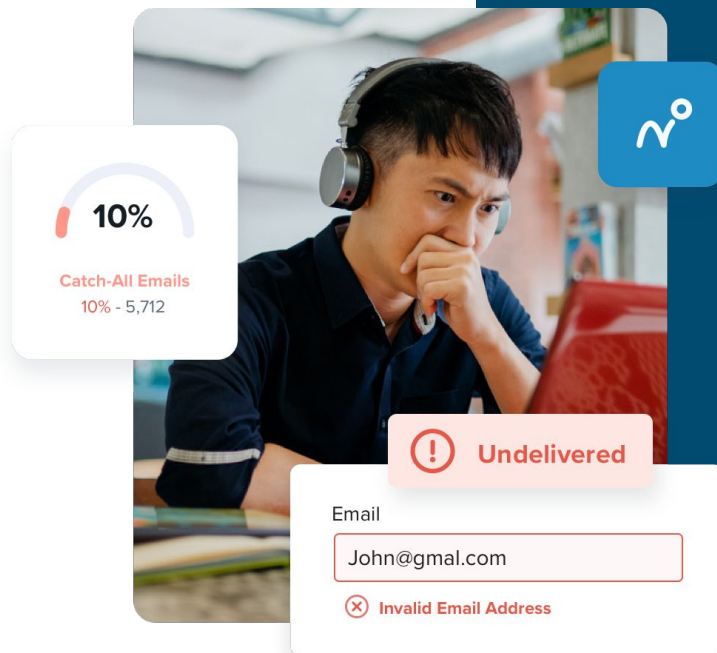 10%
Catch-All Emails
10% - 5,712
Undelivered
Email
John@gmal.com
Invalid Email Address